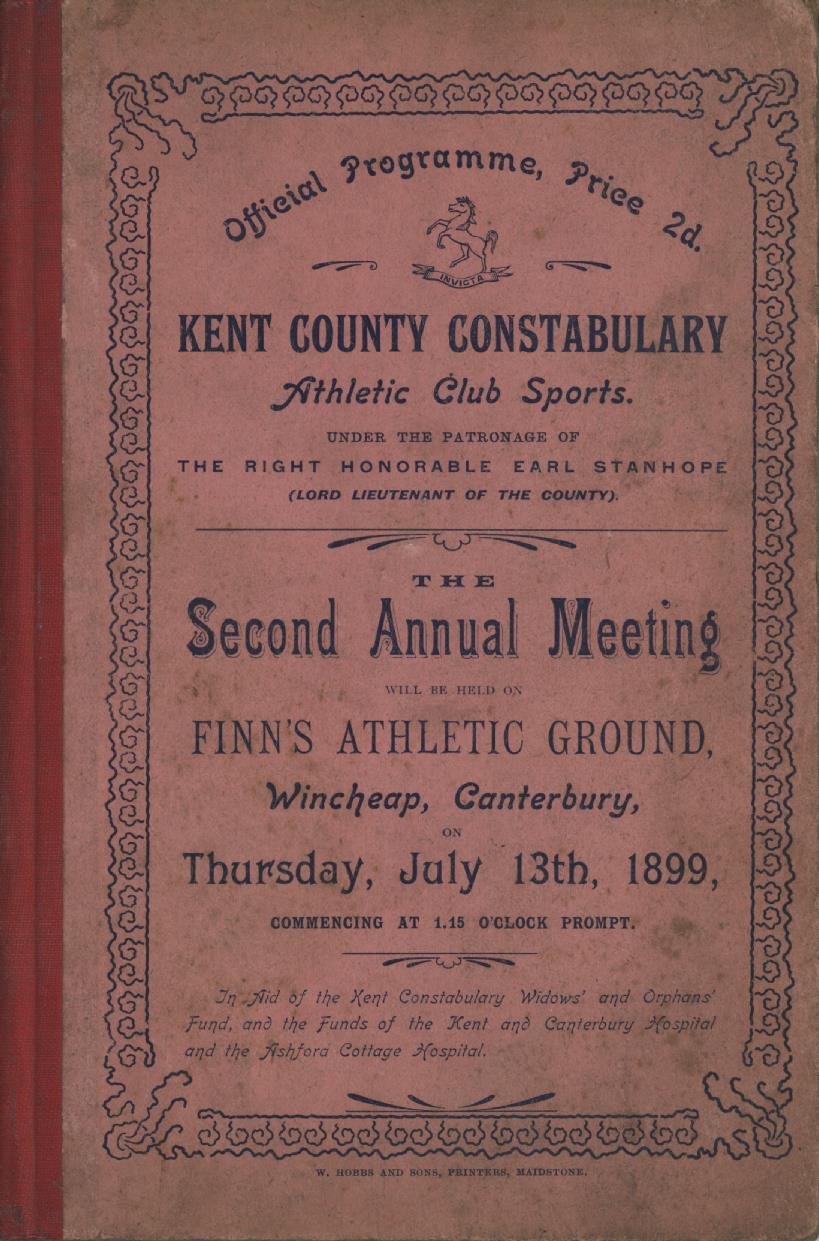 Official Programme, Price 2d.
INVICTA
KENT COUNTY CONSTABULARY
Athletic Club Sports.
UNDER THE PATRONAGE OF
THE RIGHT HONORABLE EARL STANHOPE
(LORD LIEUTENANT OF THE COUNTY).
THE
Second Annual Meeting
WILL BE HELD ON
FINN'S ATHLETIC GROUND,
Wincheap, Canterbury,
ON
Thursday, July 13th, 1899,
COMMENCING AT 1.15 O'CLOCK PROMPT.
In Aid of the Kent Constabulary Widows' and Orphans'
Fund, and the Funds of the Kent and Canterbury Hospital
and the Ashford Cottage Hospital.
W. HOBBS AND SONS, PRINTERS, MAIDSTONE.